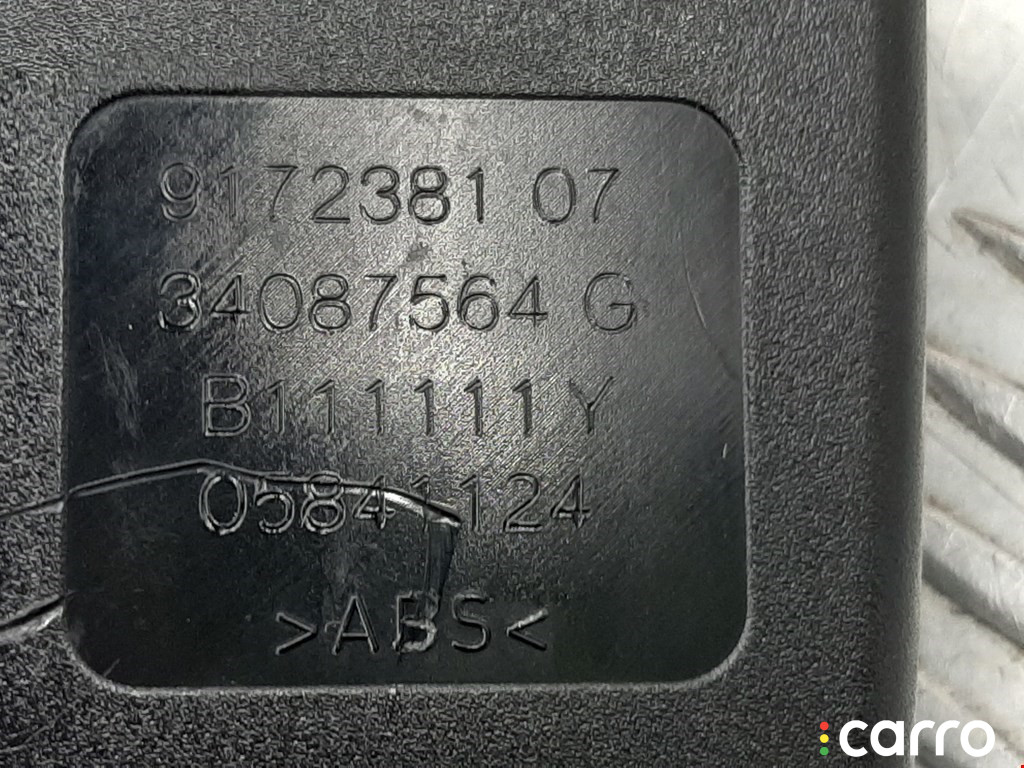 9172381 07
34087564 G
B111111Y
05841124
>ABS<
carro